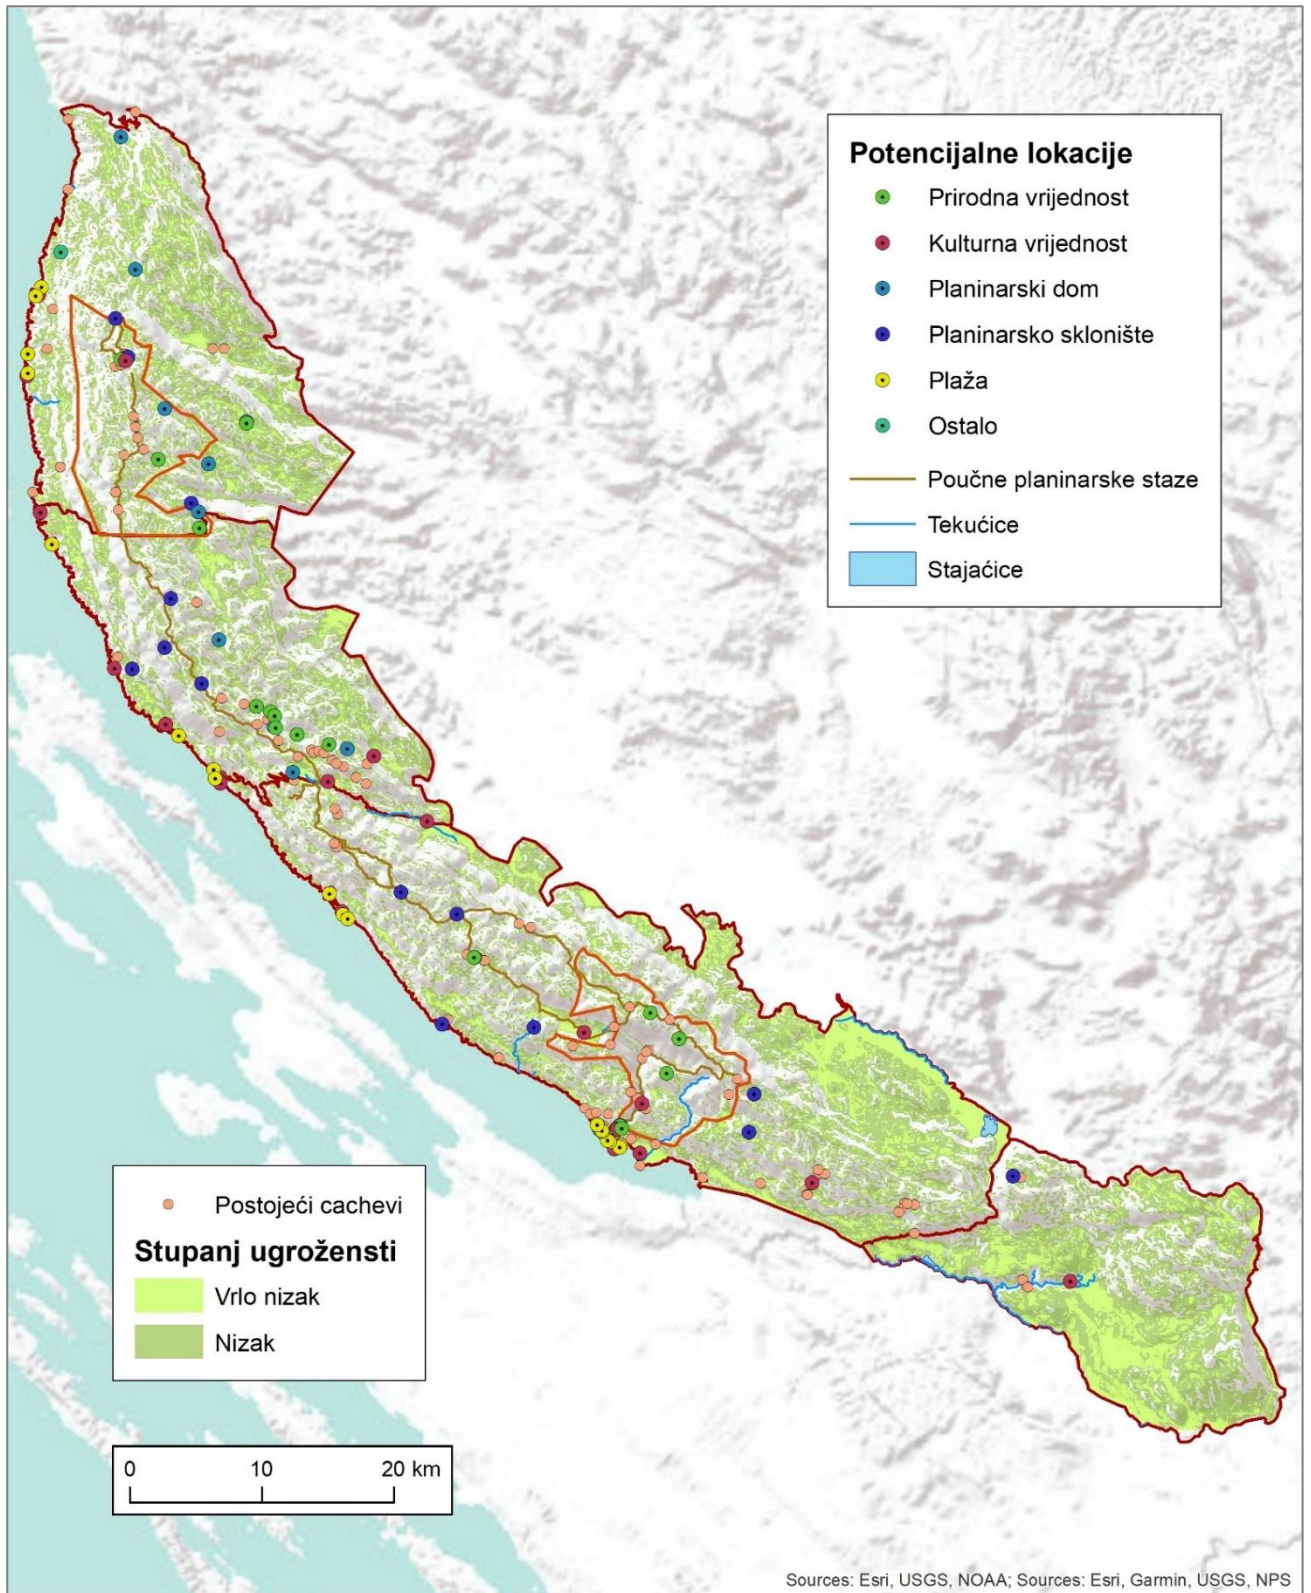 Potencijalne lokacije
Prirodna vrijednost
Kulturna vrijednost
Planinarski dom
Planinarsko sklonište
Plaža
Ostalo
Poučne planinarske staze
Tekućice
Stajaćice
Postojeći cachevi
Stupanj ugrožensti
Vrlo nizak
Nizak
0 10 20 km
Sources: Esri, USGS, NOAA; Sources: Esri, Garmin, USGS, NPS